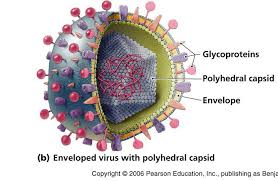 Glycoproteins
Polyhedral capsid
Envelope
(b) Enveloped virus with polyhedral capsid
Copyright © 2006 Pearson Education, Inc., publishing as Benja